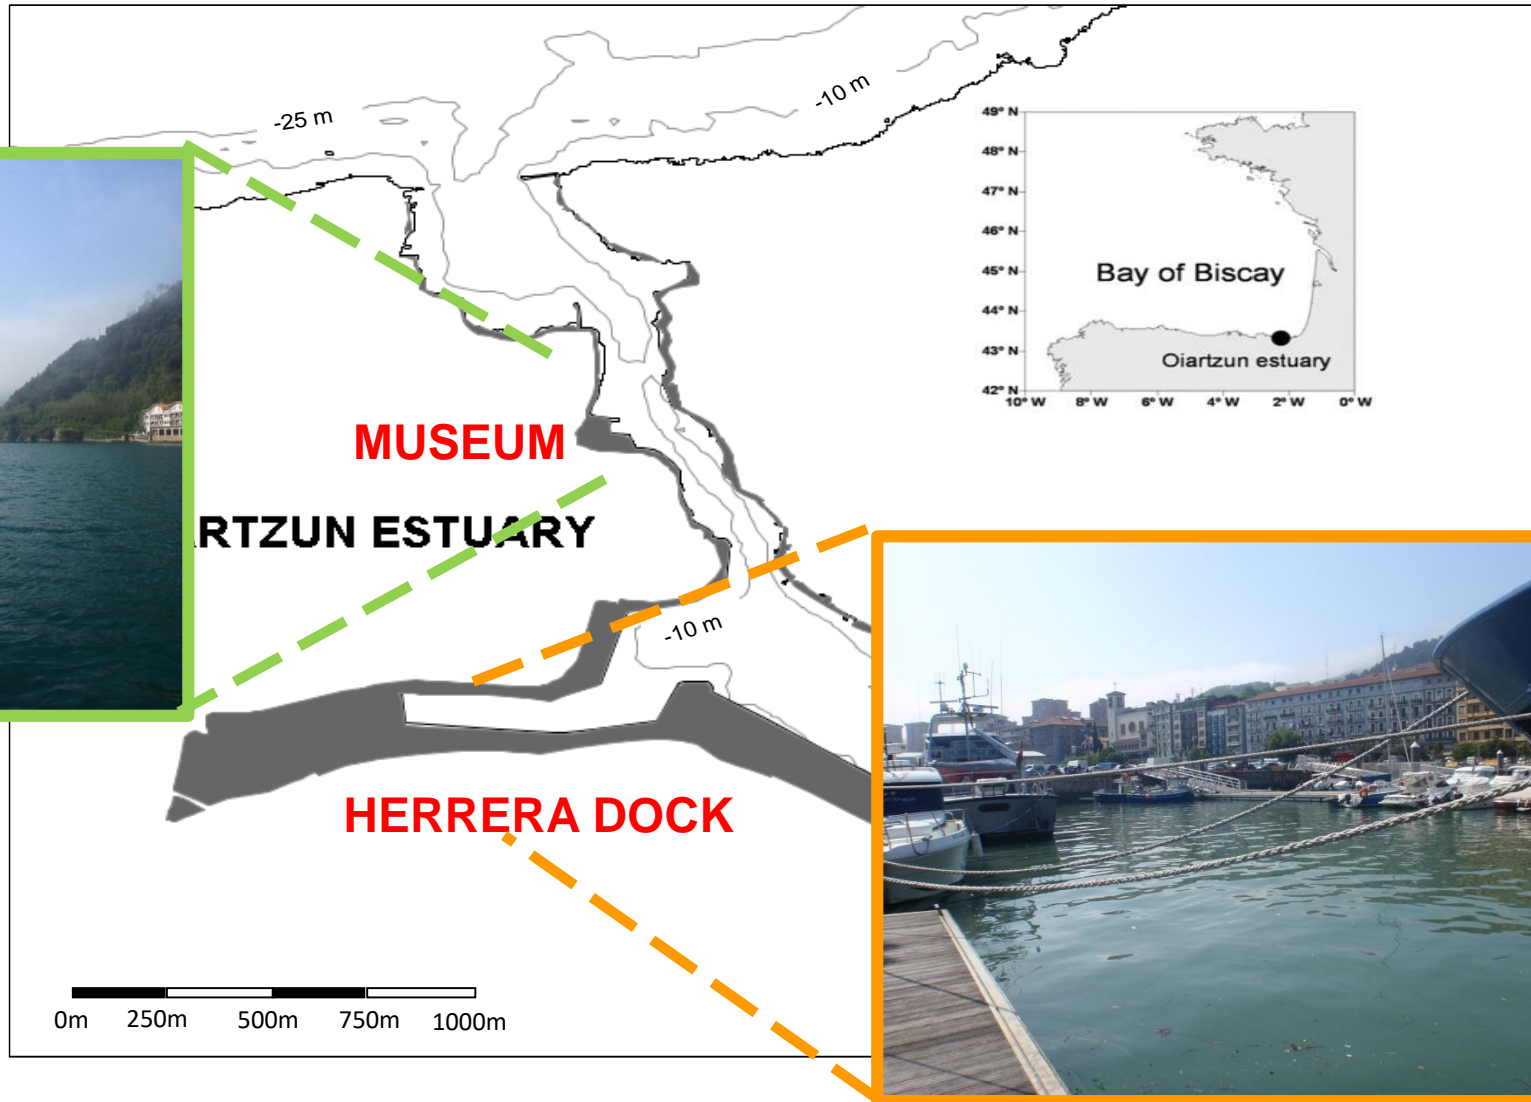 -25 m
-10 m
49° N
48° N
47° N
46° N
45° N
44° N
43° N
42° N
10° W 8° W 6° W 4° W 2° W 0° W
Bay of Biscay
Oiartzun estuary
MUSEUM
RTZUN ESTUARY
-10 m
HERRERA DOCK
0m 250m 500m 750m 1000m